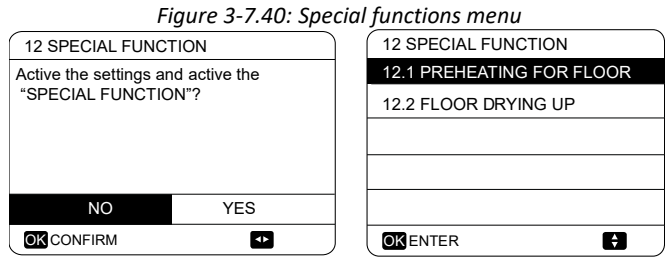 Figure 3-7.40: Special functions menu
12 SPECIAL FUNCTION
Active the settings and active the
“SPECIAL FUNCTION”?
NO YES
OK CONFIRM
12 SPECIAL FUNCTION
12.1 PREHEATING FOR FLOOR
12.2 FLOOR DRYING UP
OK ENTER